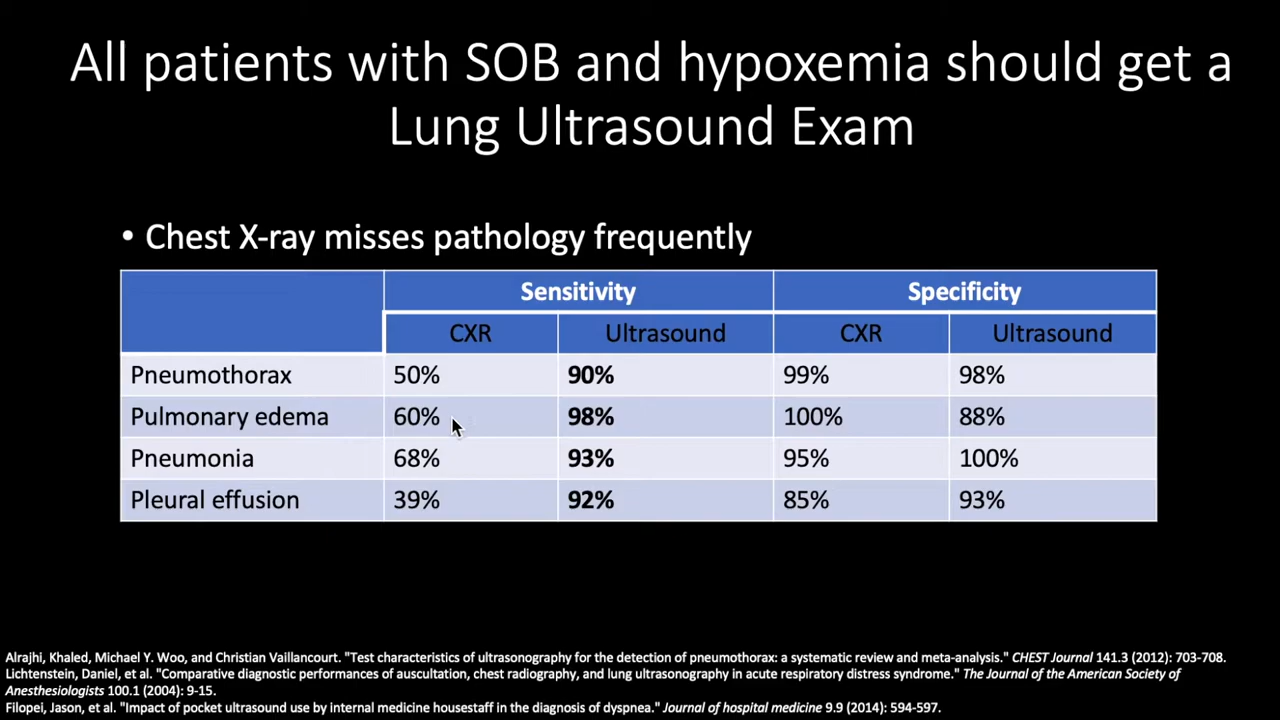 All patients with SOB and hypoxemia should get a
Lung Ultrasound Exam
• Chest X-ray misses pathology frequently
Sensitivity Specificity
CXR Ultrasound CXR Ultrasound
Pneumothorax 50% 90% 99% 98%
Pulmonary edema 60% 98% 100% 88%
Pneumonia 68% 93% 95% 100%
Pleural effusion 39% 92% 85% 93%
Alrajhi, Khaled, Michael Y. Woo, and Christian Vaillancourt. "Test characteristics of ultrasonography for the detection of pneumothorax: a systematic review and meta-analysis." CHEST Journal 141.3 (2012): 703-708.
Lichtenstein, Daniel, et al. "Comparative diagnostic performances of auscultation, chest radiography, and lung ultrasonography in acute respiratory distress syndrome." The Journal of the American Society of
Anesthesiologists 100.1 (2004): 9-15.
Filopei, Jason, et al. "Impact of pocket ultrasound use by internal medicine housestaff in the diagnosis of dyspnea." Journal of hospital medicine 9.9 (2014): 594-597.